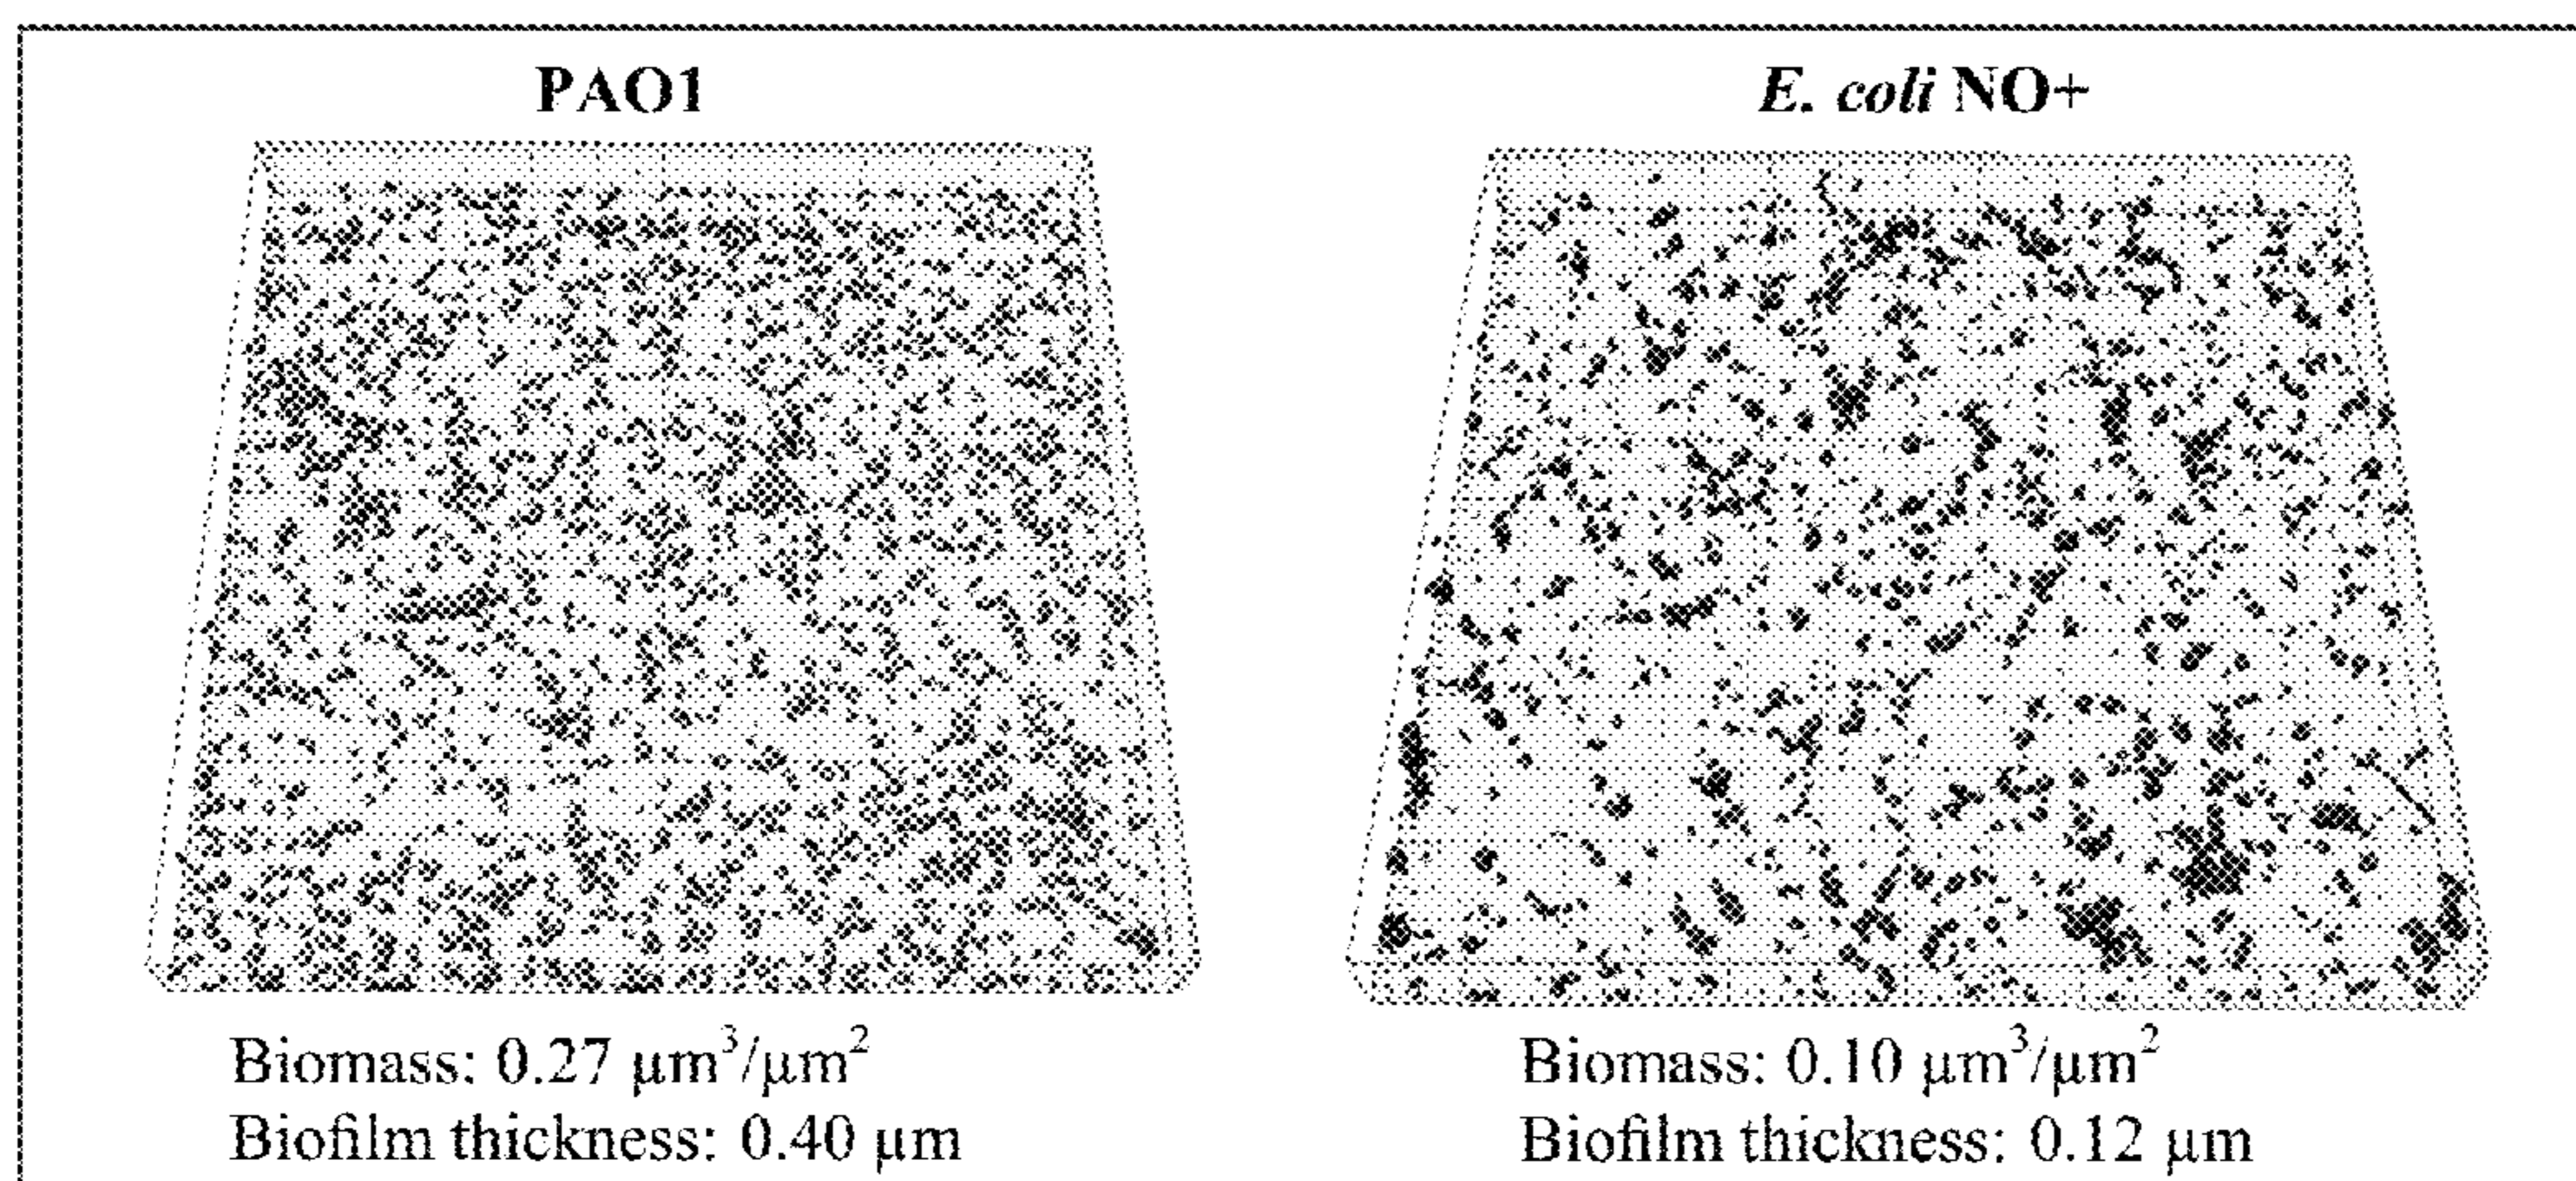 PAO1
E. coli NO+
Biomass: 0.27 μm³/μm²
Biofilm thickness: 0.40 μm
Biomass: 0.10 μm³/μm²
Biofilm thickness: 0.12 μm